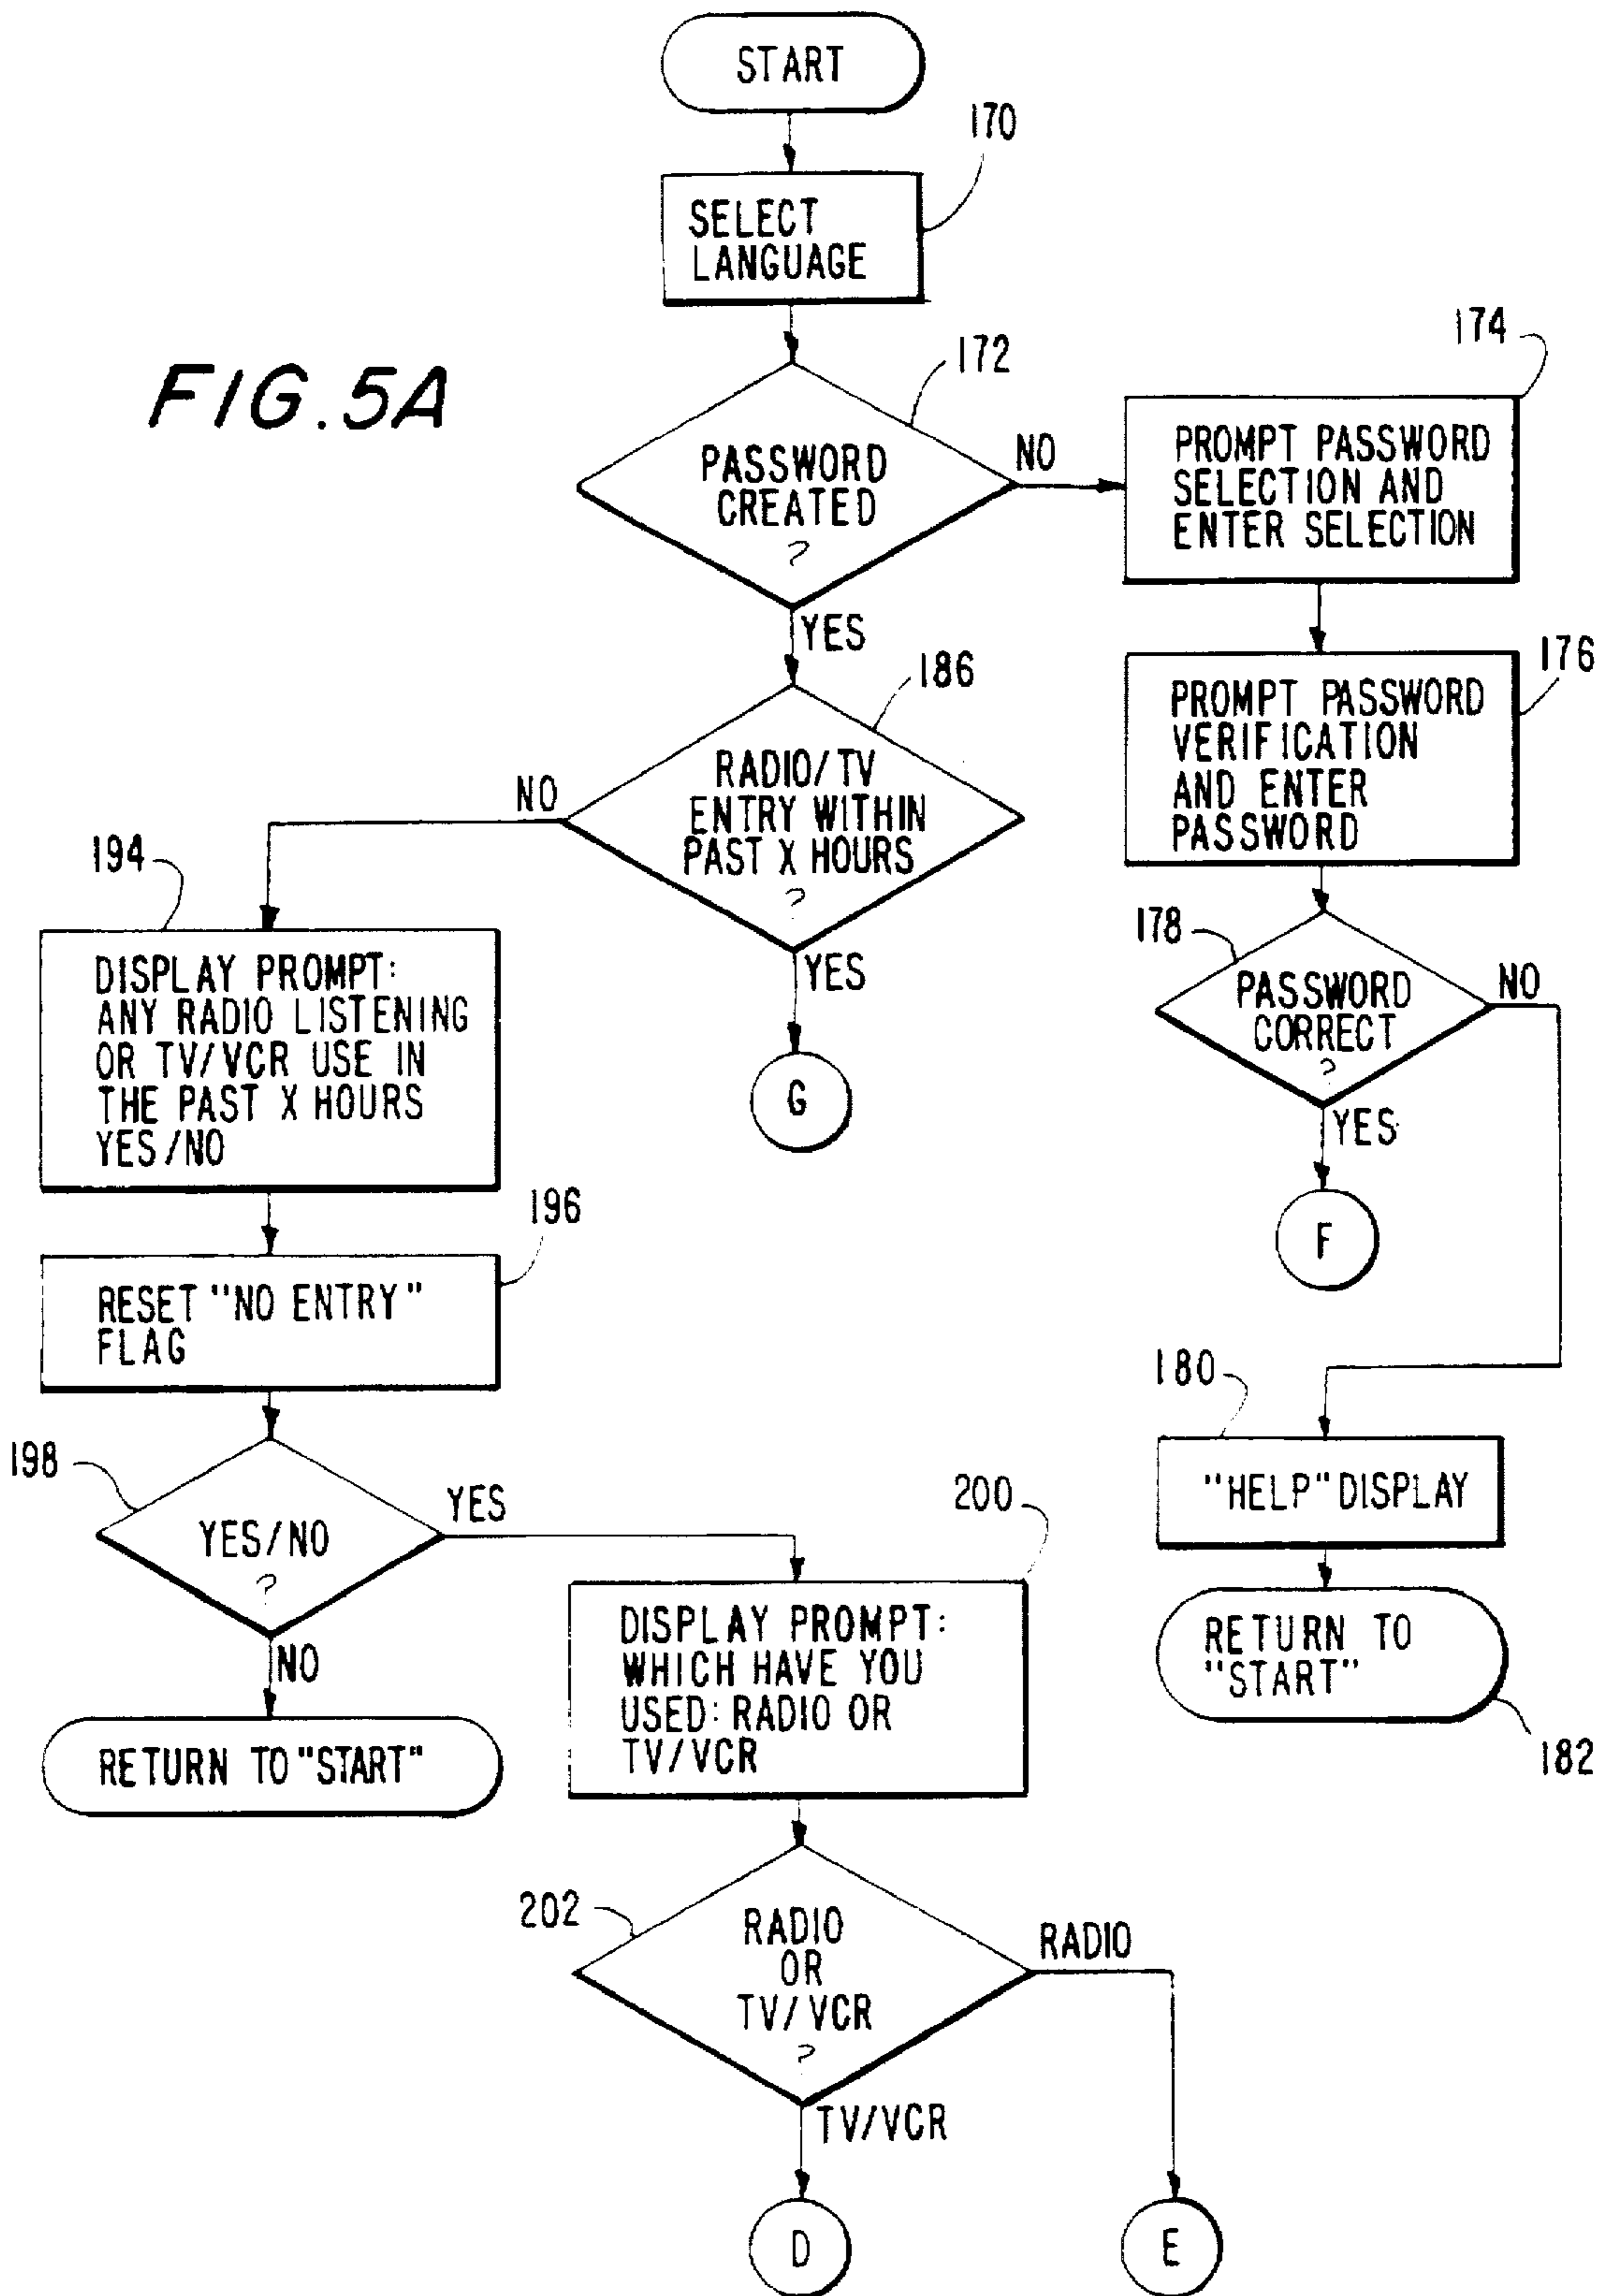 START
170
SELECT
LANGUAGE
FIG. 5A
172
PASSWORD
CREATED
?
NO
YES
174
PROMPT PASSWORD
SELECTION AND
ENTER SELECTION
176
PROMPT PASSWORD
VERIFICATION
AND ENTER
PASSWORD
186
RADIO/TV
ENTRY WITHIN
PAST X HOURS
?
NO
YES
G
178
PASSWORD
CORRECT
?
NO
YES
F
194
DISPLAY PROMPT:
ANY RADIO LISTENING
OR TV/VCR USE IN
THE PAST X HOURS
YES/NO
196
RESET "NO ENTRY"
FLAG
180
"HELP" DISPLAY
RETURN TO
"START"
182
198
YES/NO
?
YES
NO
RETURN TO "START"
200
DISPLAY PROMPT:
WHICH HAVE YOU
USED: RADIO OR
TV/VCR
202
RADIO
OR
TV/VCR
?
RADIO
TV/VCR
D
E